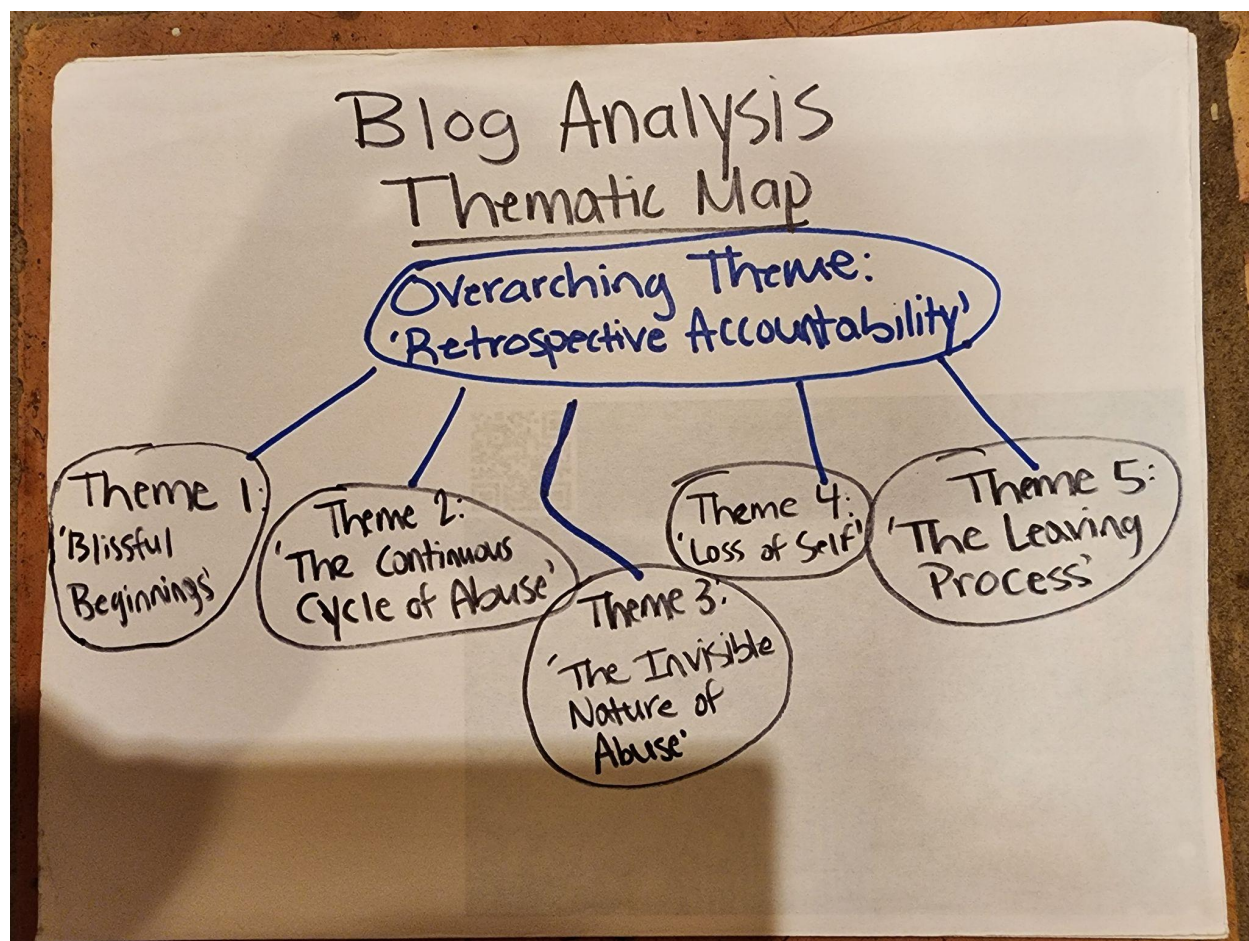 Blog Analysis
Thematic Map
Overarching Theme:
'Retrospective Accountability'
Theme 1:
'Blissful
Beginnings'
Theme 2:
'The Continuous
Cycle of Abuse'
Theme 3:
'The Invisible
Nature of
Abuse'
Theme 4:
'Loss of Self'
Theme 5:
'The Leaving
Process'